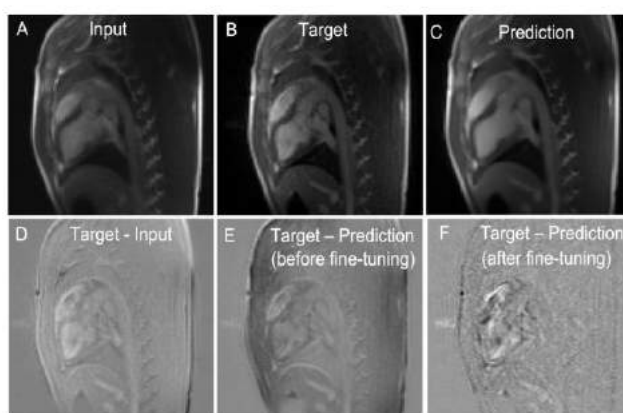 A
Input
B
Target
C
Prediction
D
Target - Input
E
Target – Prediction
(before fine-tuning)
F
Target – Prediction
(after fine-tuning)